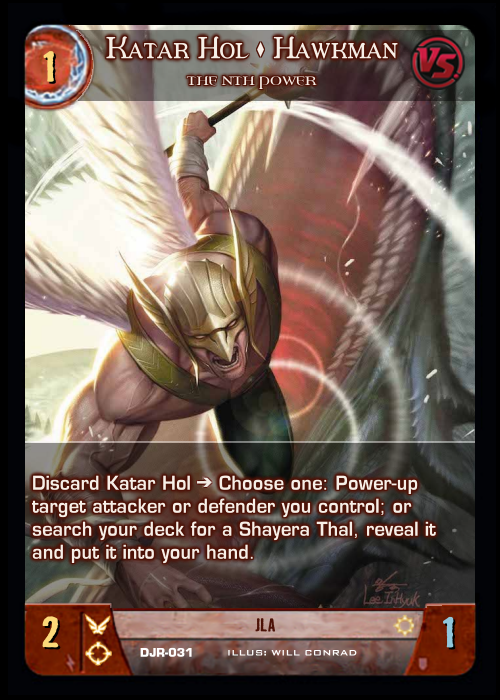 1
KATAR HOL ♦ HAWKMAN
THE NTH POWER
VS
Discard Katar Hol ➔ Choose one: Power-up
target attacker or defender you control; or
search your deck for a Shayera Thal, reveal it
and put it into your hand.
Lee InHyuk
2
JLA
1
DJR-031 ILLUS: WILL CONRAD